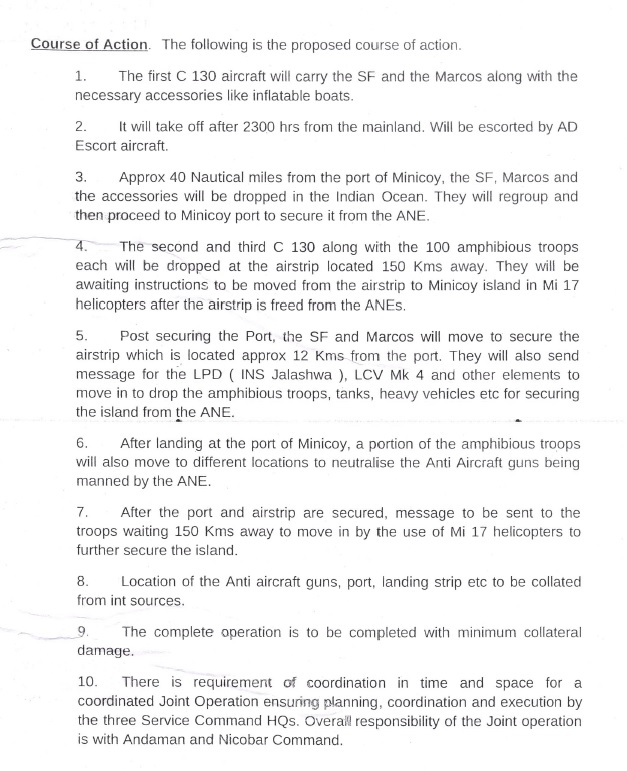 Course of Action. The following is the proposed course of action.
1. The first C 130 aircraft will carry the SF and the Marcos along with the
necessary accessories like inflatable boats.
2. It will take off after 2300 hrs from the mainland. Will be escorted by AD
Escort aircraft.
3. Approx 40 Nautical miles from the port of Minicoy, the SF, Marcos and
the accessories will be dropped in the Indian Ocean. They will regroup and
then proceed to Minicoy port to secure it from the ANE.
4. The second and third C 130 along with the 100 amphibious troops
each will be dropped at the airstrip located 150 Kms away. They will be
awaiting instructions to be moved from the airstrip to Minicoy island in Mi 17
helicopters after the airstrip is freed from the ANEs.
5. Post securing the Port, the SF and Marcos will move to secure the
airstrip which is located approx 12 Kms from the port. They will also send
message for the LPD ( INS Jalashwa ), LCV Mk 4 and other elements to
move in to drop the amphibious troops, tanks, heavy vehicles etc for securing
the island from the ANE.
6. After landing at the port of Minicoy, a portion of the amphibious troops
will also move to different locations to neutralise the Anti Aircraft guns being
manned by the ANE.
7. After the port and airstrip are secured, message to be sent to the
troops waiting 150 Kms away to move in by the use of Mi 17 helicopters to
further secure the island.
8. Location of the Anti aircraft guns, port, landing strip etc to be collated
from int sources.
9. The complete operation is to be completed with minimum collateral
damage.
10. There is requirement of coordination in time and space for a
coordinated Joint Operation ensuring planning, coordination and execution by
the three Service Command HQs. Overall responsibility of the Joint operation
is with Andaman and Nicobar Command.